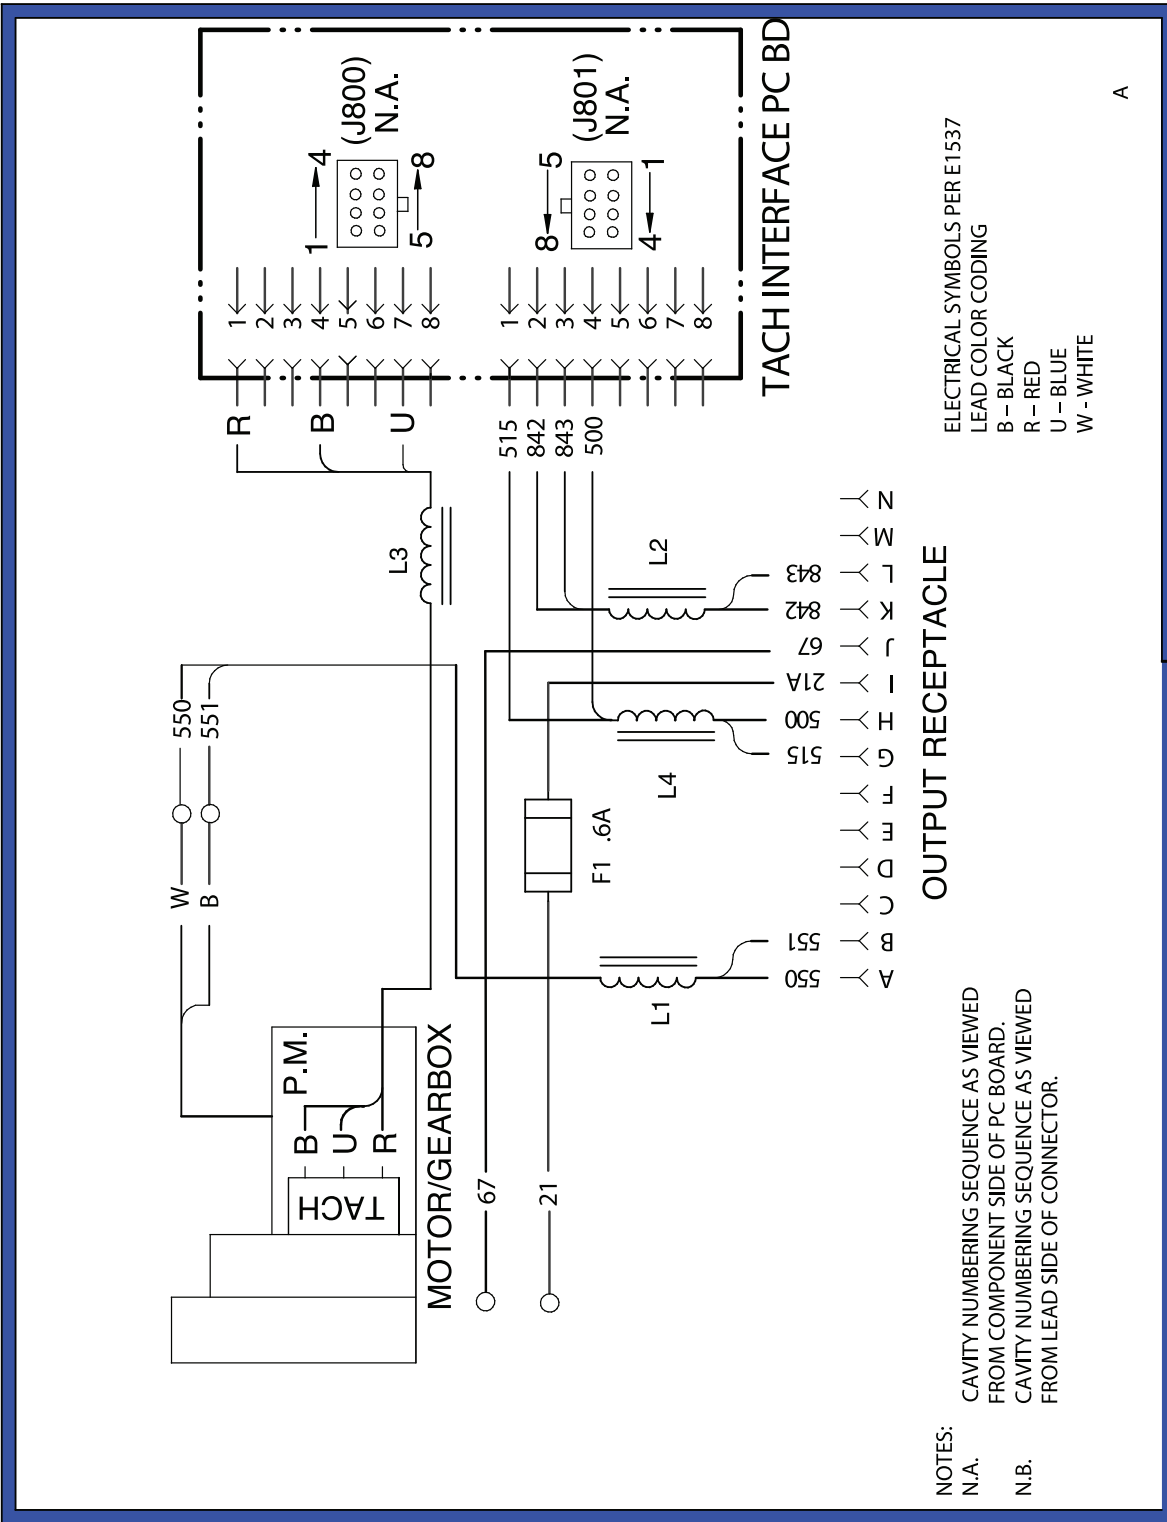 W
B
550
551
P.M.
B
U
R
TACH
MOTOR/GEARBOX
L3
R
B
U
1
2
3
4
5
6
7
8
1 4
(J800)
N.A.
5 8
67
21
F1 .6A
515
842
843
500
1
2
3
4
5
6
7
8
8 5
(J801)
N.A.
4 1
TACH INTERFACE PC BD
L1
L4
L2
550
551
515
500
21A
67
842
843
A
B
C
D
E
F
G
H
I
J
K
L
M
N
OUTPUT RECEPTACLE
NOTES:
N.A. CAVITY NUMBERING SEQUENCE AS VIEWED
FROM COMPONENT SIDE OF PC BOARD.
N.B. CAVITY NUMBERING SEQUENCE AS VIEWED
FROM LEAD SIDE OF CONNECTOR.
ELECTRICAL SYMBOLS PER E1537
LEAD COLOR CODING
B – BLACK
R – RED
U – BLUE
W - WHITE
A